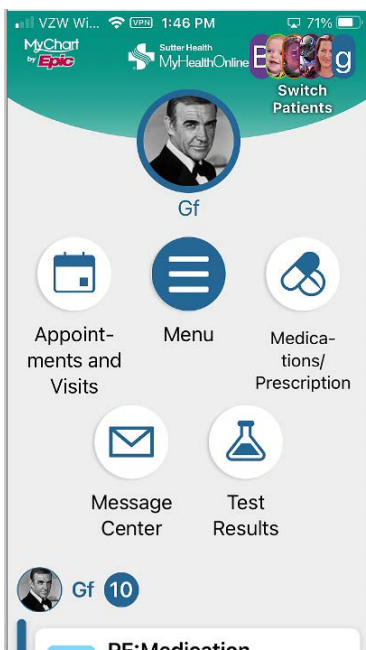 VZW Wi... VPN 1:46 PM 71%
MyChart
by Epic
Sutter Health
MyHealthOnline
B G g
Switch
Patients
Gf
Appoint-
ments and
Visits
Menu
Medica-
tions/
Prescription
Message
Center
Test
Results
Gf 10
RE:Medication